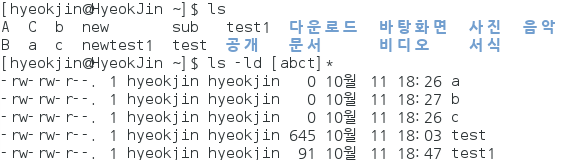 [hyeokjin@HyeokJin ~]$ ls
A C b new sub test1 다운로드 바탕화면 사진 음악
B a c newtest1 test 공개 문서 비디오 서식
[hyeokjin@HyeokJin ~]$ ls -ld [abct]*
-rw-rw-r--. 1 hyeokjin hyeokjin 0 10월 11 18:26 a
-rw-rw-r--. 1 hyeokjin hyeokjin 0 10월 11 18:27 b
-rw-rw-r--. 1 hyeokjin hyeokjin 0 10월 11 18:26 c
-rw-rw-r--. 1 hyeokjin hyeokjin 645 10월 11 18:03 test
-rw-rw-r--. 1 hyeokjin hyeokjin 91 10월 11 18:47 test1